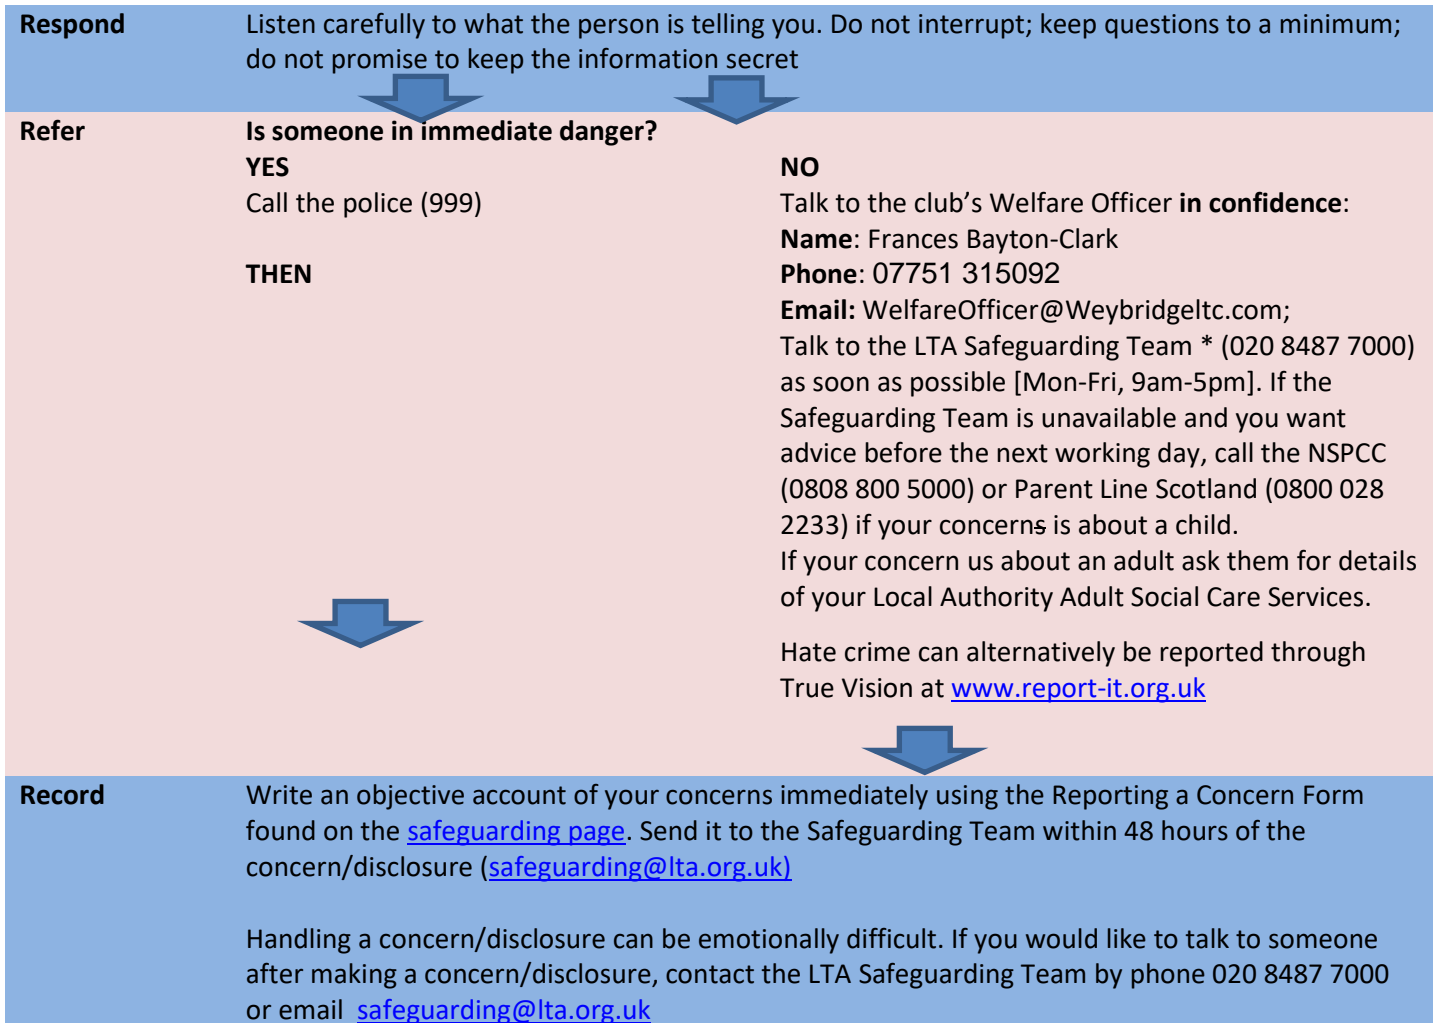 Respond Listen carefully to what the person is telling you. Do not interrupt; keep questions to a minimum;
do not promise to keep the information secret
Refer Is someone in immediate danger?
YES
Call the police (999)
THEN
NO
Talk to the club’s Welfare Officer in confidence:
Name: Frances Bayton-Clark
Phone: 07751 315092
Email: WelfareOfficer@Weybridgeltc.com;
Talk to the LTA Safeguarding Team * (020 8487 7000)
as soon as possible [Mon-Fri, 9am-5pm]. If the
Safeguarding Team is unavailable and you want
advice before the next working day, call the NSPCC
(0808 800 5000) or Parent Line Scotland (0800 028
2233) if your concerns is about a child.
If your concern us about an adult ask them for details
of your Local Authority Adult Social Care Services.
Hate crime can alternatively be reported through
True Vision at www.report-it.org.uk
Record Write an objective account of your concerns immediately using the Reporting a Concern Form
found on the safeguarding page. Send it to the Safeguarding Team within 48 hours of the
concern/disclosure (safeguarding@lta.org.uk)
Handling a concern/disclosure can be emotionally difficult. If you would like to talk to someone
after making a concern/disclosure, contact the LTA Safeguarding Team by phone 020 8487 7000
or email safeguarding@lta.org.uk